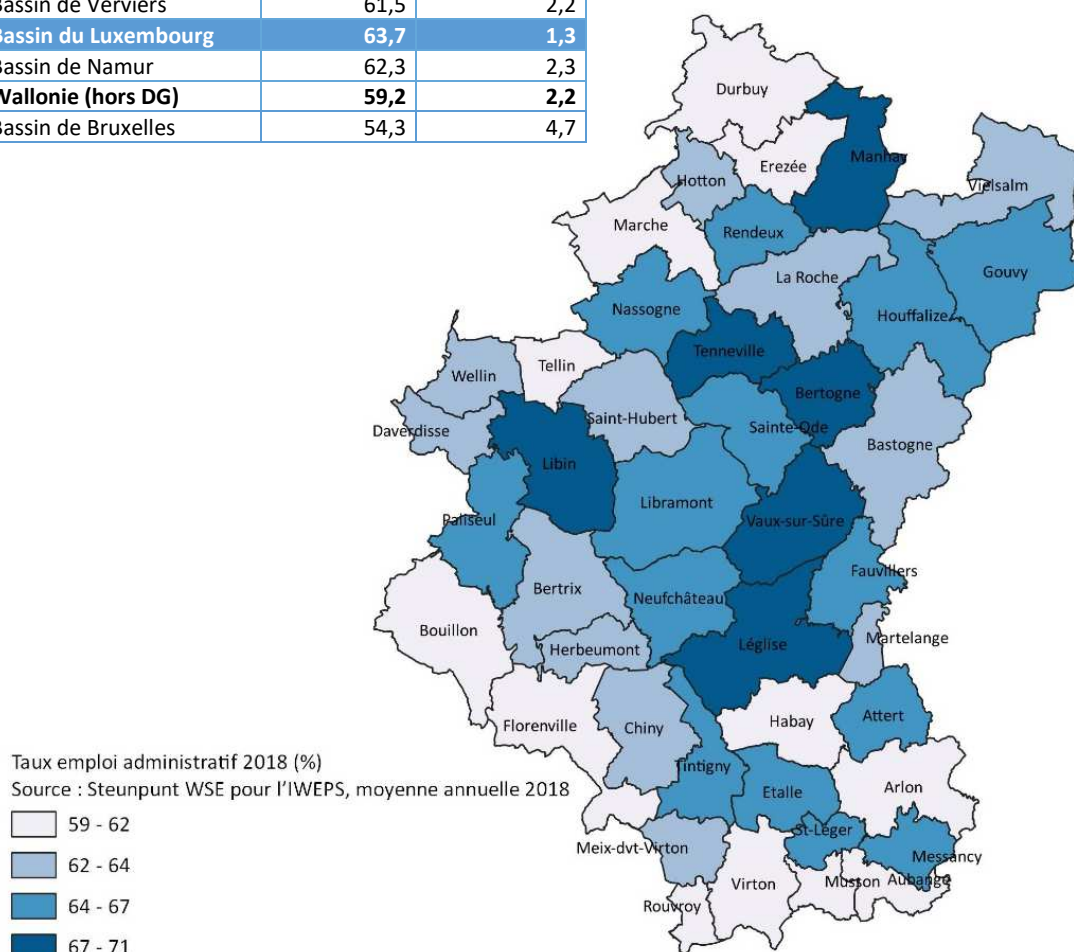 Bassin de Verviers 61,5 2,2
Bassin du Luxembourg 63,7 1,3
Bassin de Namur 62,3 2,3
Wallonie (hors DG) 59,2 2,2
Bassin de Bruxelles 54,3 4,7
Durbuy
Manhay
Erezée
Hotton
Vielsalm
Marche
Rendeux
Gouvy
La Roche
Nassogne
Houffalize
Tenneville
Tellin
Wellin
Bertogne
Saint-Hubert
Sainte-Ode
Daverdisse
Bastogne
Libin
Libramont
Paliseul
Vaux-sur-Sûre
Fauvillers
Bertrix
Neufchâteau
Bouillon
Martelange
Léglise
Herbeumont
Attert
Habay
Florenville
Chiny
Tintigny
Arlon
Etalle
St-Léger
Meix-dvt-Virton
Messancy
Musson
Aubange
Virton
Rouvroy
Taux emploi administratif 2018 (%)
Source : Steunpunt WSE pour l'IWEPS, moyenne annuelle 2018
59 - 62
62 - 64
64 - 67
67 - 71